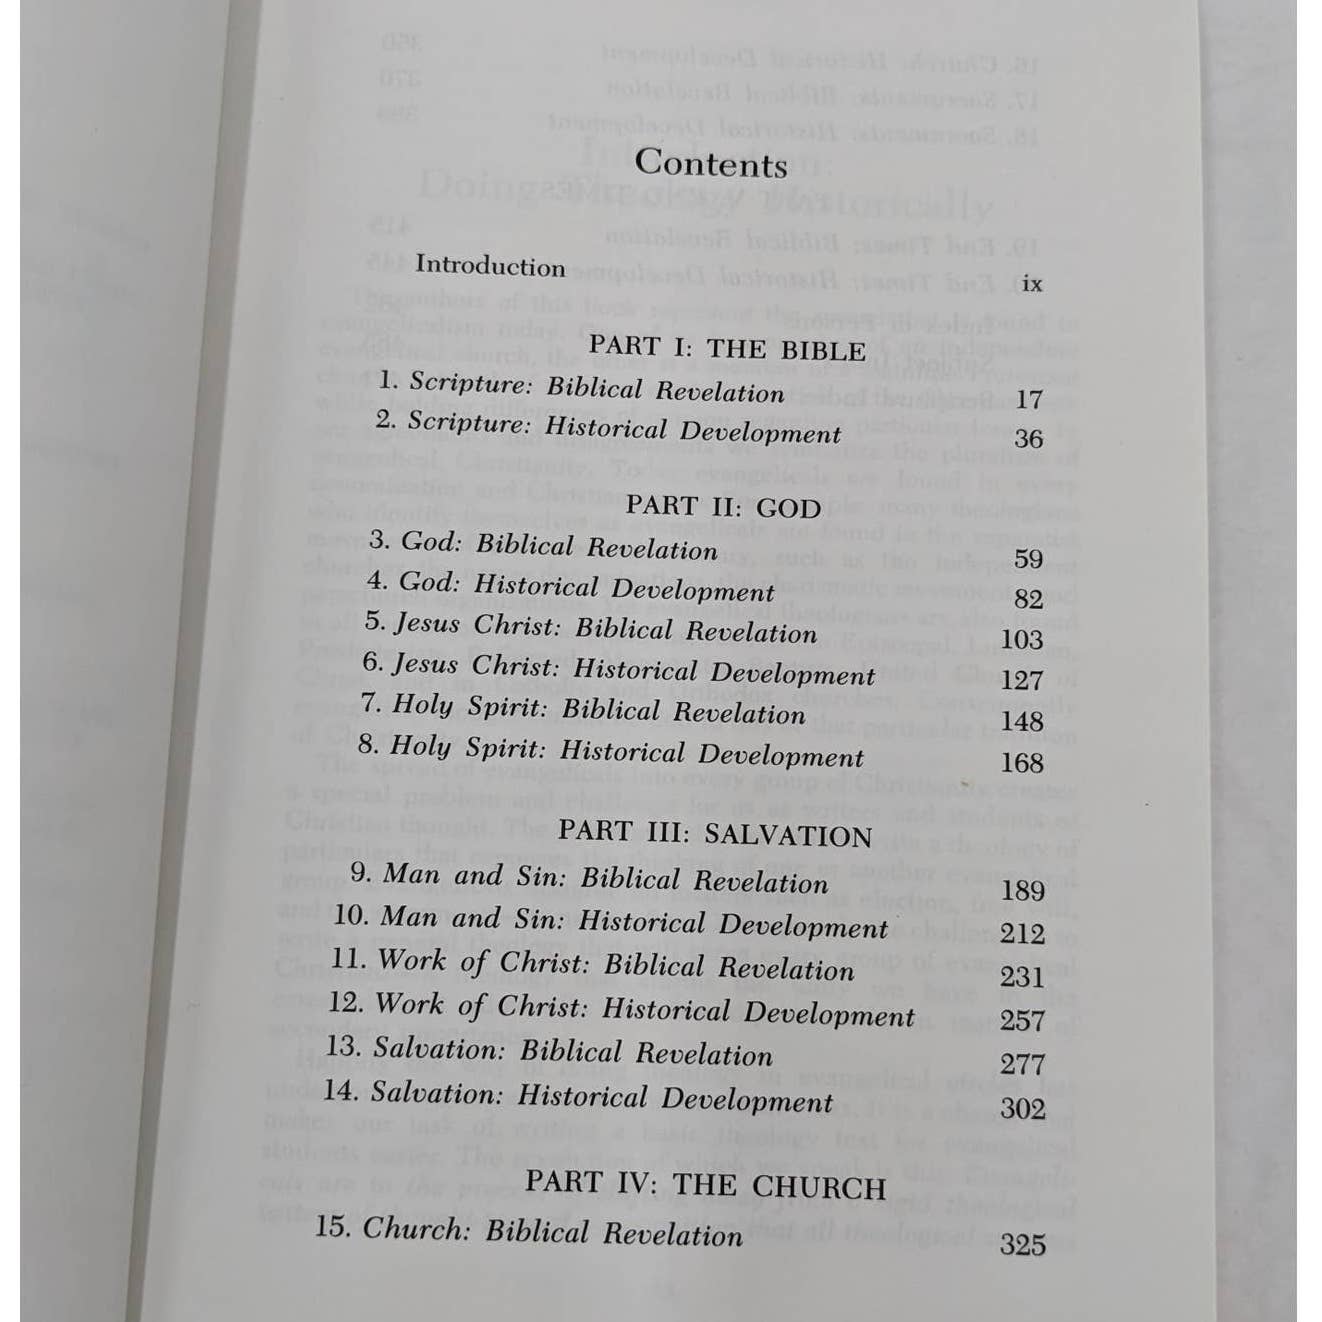 Contents
Introduction ix
PART I: THE BIBLE
1. Scripture: Biblical Revelation 17
2. Scripture: Historical Development 36
PART II: GOD
3. God: Biblical Revelation 59
4. God: Historical Development 82
5. Jesus Christ: Biblical Revelation 103
6. Jesus Christ: Historical Development 127
7. Holy Spirit: Biblical Revelation 148
8. Holy Spirit: Historical Development 168
PART III: SALVATION
9. Man and Sin: Biblical Revelation 189
10. Man and Sin: Historical Development 212
11. Work of Christ: Biblical Revelation 231
12. Work of Christ: Historical Development 257
13. Salvation: Biblical Revelation 277
14. Salvation: Historical Development 302
PART IV: THE CHURCH
15. Church: Biblical Revelation 325